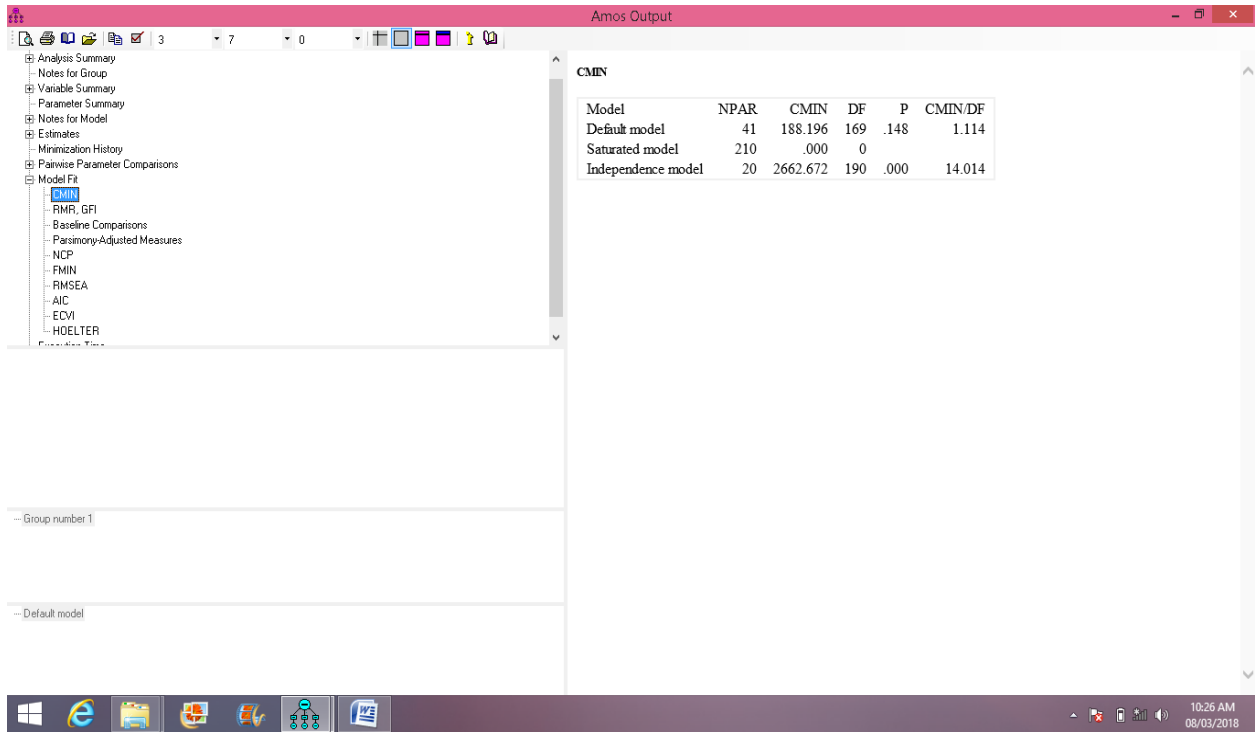 Amos Output
3 7 0
Analysis Summary
Notes for Group
Variable Summary
Parameter Summary
Notes for Model
Estimates
Minimization History
Pairwise Parameter Comparisons
Model Fit
CMIN
RMR, GFI
Baseline Comparisons
Parsimony-Adjusted Measures
NCP
FMIN
RMSEA
AIC
ECVI
HOELTER
Execution Time
Group number 1
Default model
CMIN
Model NPAR CMIN DF P CMIN/DF
Default model 41 188.196 169 .148 1.114
Saturated model 210 .000 0
Independence model 20 2662.672 190 .000 14.014
10:26 AM
08/03/2018